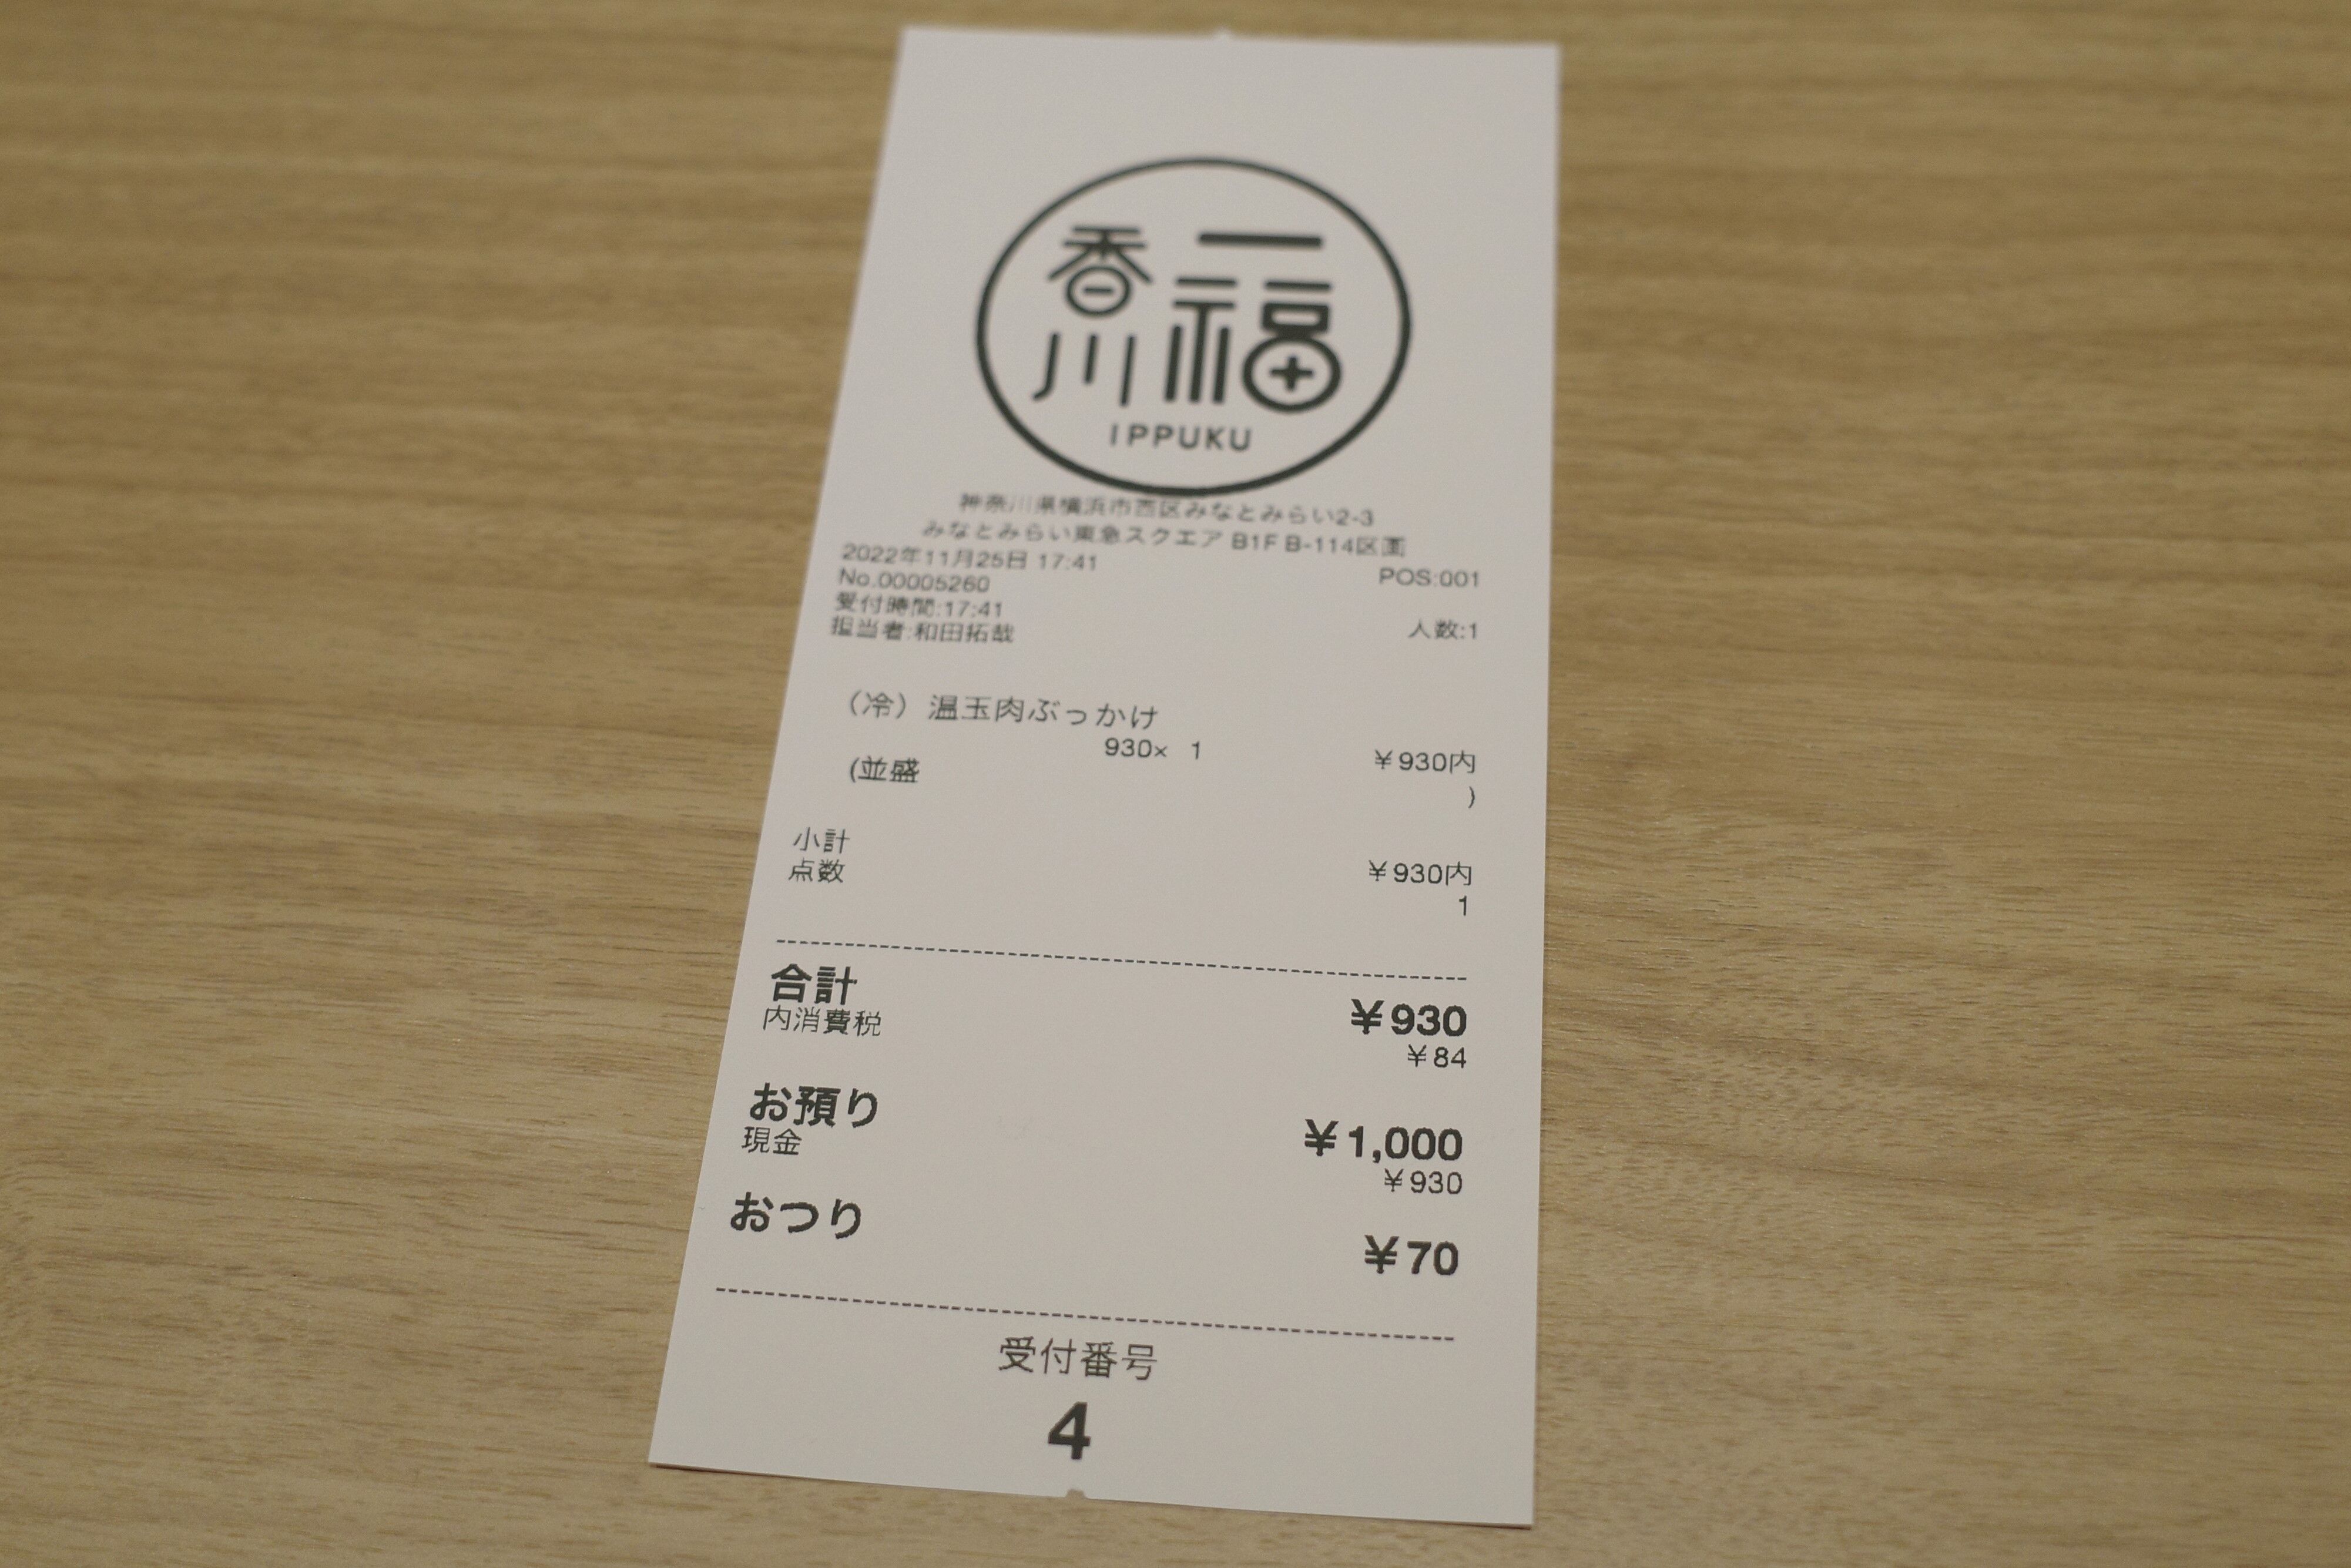 香川 一福
IPPUKU
神奈川県横浜市西区みなとみらい2-3
みなとみらい東急スクエア B1F B-114区画
2022年11月25日 17:41
No.00005260 POS:001
受付時間:17:41
担当者:和田拓哉 人数:1
（冷）温玉肉ぶっかけ
930× 1 ¥930内
(並盛 )
小計 ¥930内
点数 1
合計 ¥930
内消費税 ¥84
お預り ¥1,000
現金 ¥930
おつり ¥70
受付番号
4